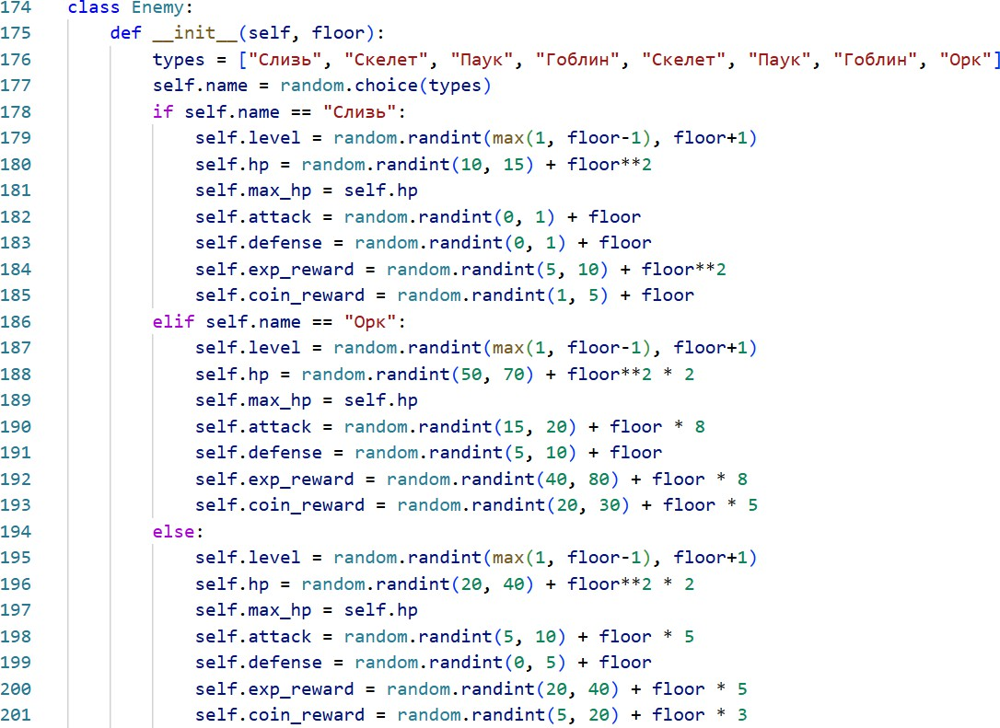 174 class Enemy:
175     def __init__(self, floor):
176         types = ["Слизь", "Скелет", "Паук", "Гоблин", "Скелет", "Паук", "Гоблин", "Орк"]
177         self.name = random.choice(types)
178         if self.name == "Слизь":
179             self.level = random.randint(max(1, floor-1), floor+1)
180             self.hp = random.randint(10, 15) + floor**2
181             self.max_hp = self.hp
182             self.attack = random.randint(0, 1) + floor
183             self.defense = random.randint(0, 1) + floor
184             self.exp_reward = random.randint(5, 10) + floor**2
185             self.coin_reward = random.randint(1, 5) + floor
186         elif self.name == "Орк":
187             self.level = random.randint(max(1, floor-1), floor+1)
188             self.hp = random.randint(50, 70) + floor**2 * 2
189             self.max_hp = self.hp
190             self.attack = random.randint(15, 20) + floor * 8
191             self.defense = random.randint(5, 10) + floor
192             self.exp_reward = random.randint(40, 80) + floor * 8
193             self.coin_reward = random.randint(20, 30) + floor * 5
194         else:
195             self.level = random.randint(max(1, floor-1), floor+1)
196             self.hp = random.randint(20, 40) + floor**2 * 2
197             self.max_hp = self.hp
198             self.attack = random.randint(5, 10) + floor * 5
199             self.defense = random.randint(0, 5) + floor
200             self.exp_reward = random.randint(20, 40) + floor * 5
201             self.coin_reward = random.randint(5, 20) + floor * 3